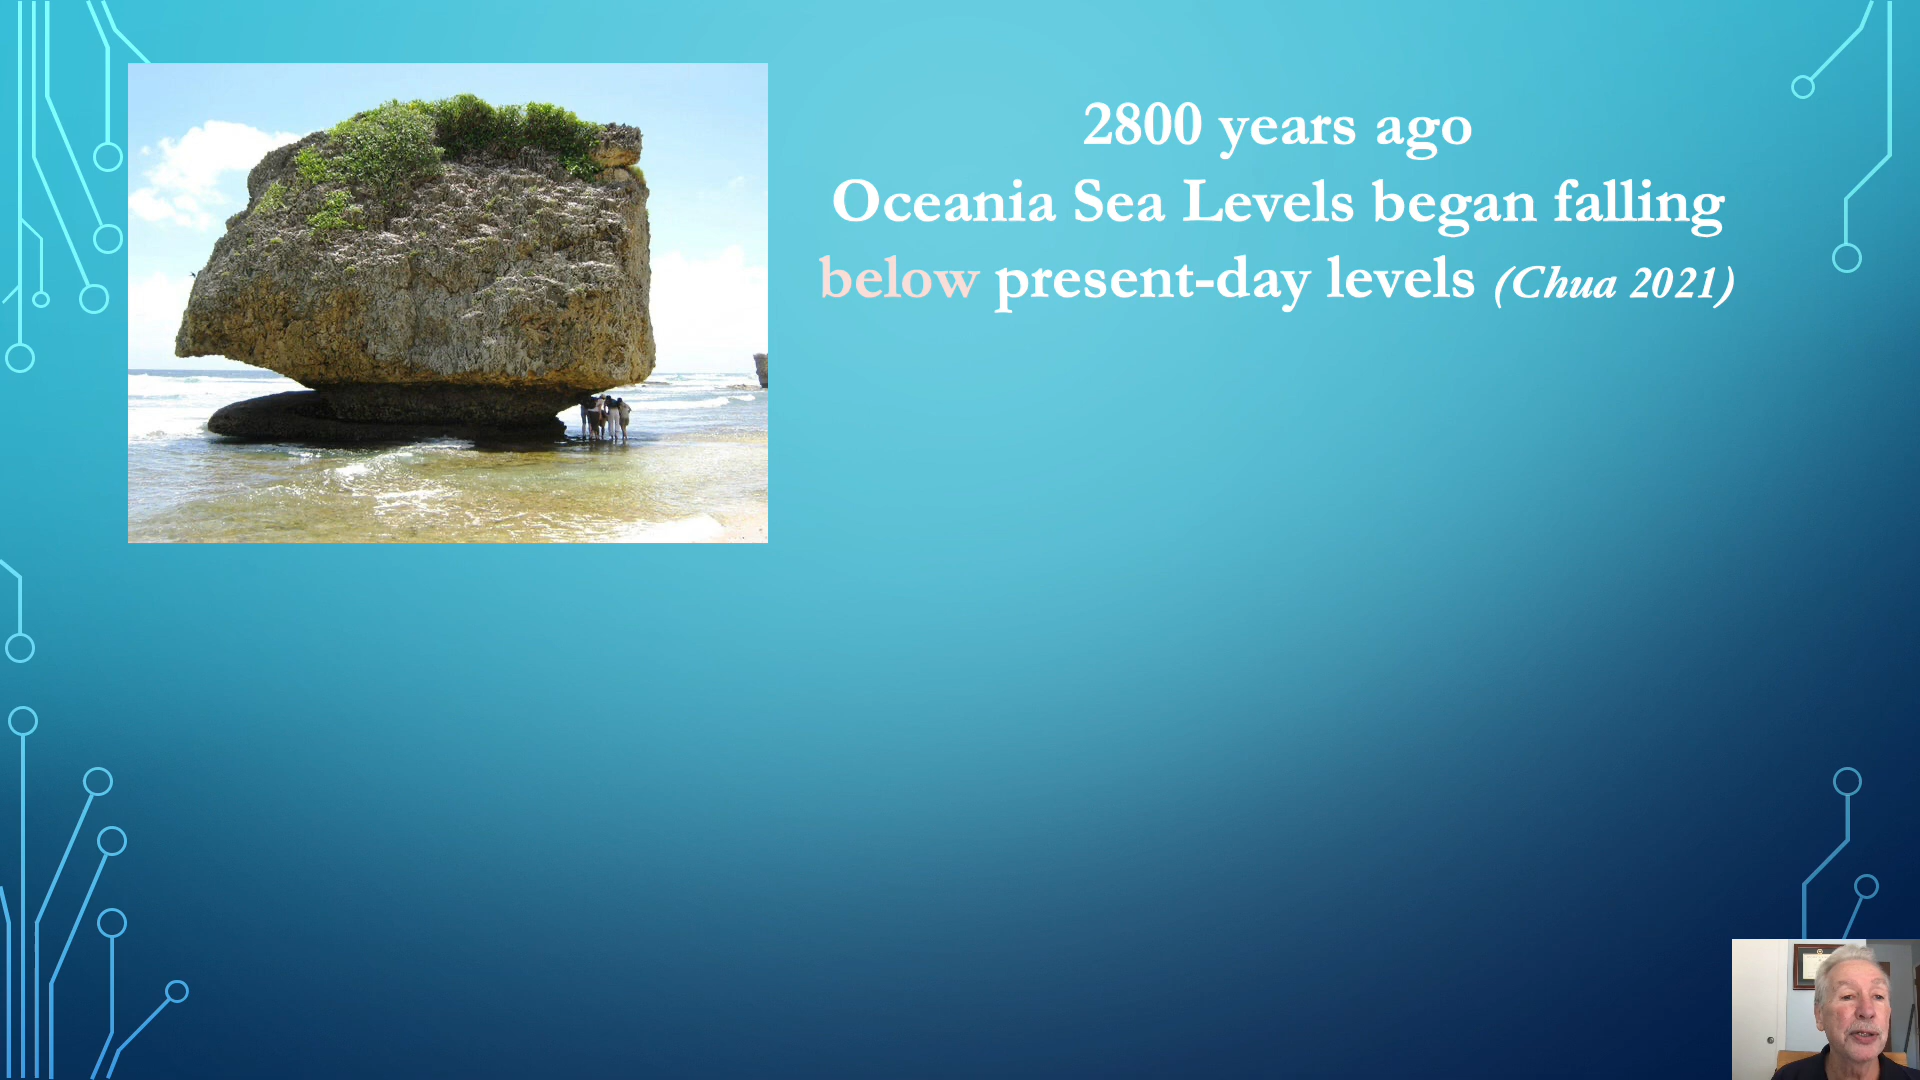 2800 years ago
Oceania Sea Levels began falling
below present-day levels (Chua 2021)